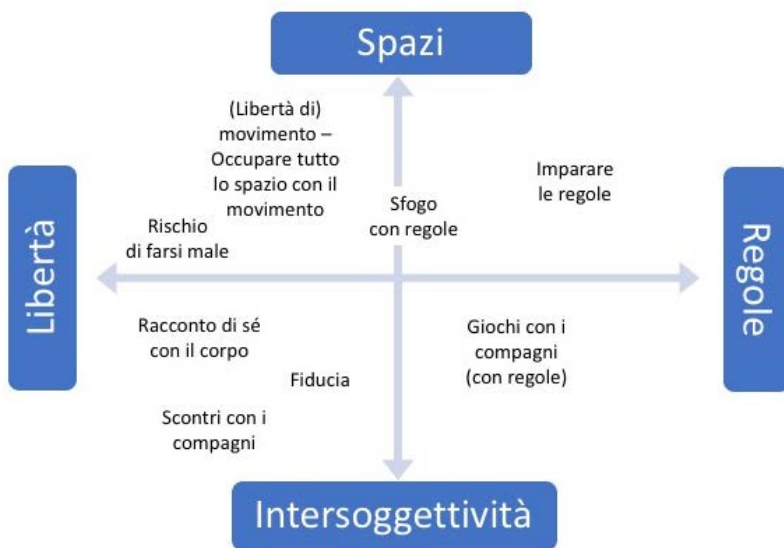 Spazi
(Libertà di)
movimento –
Occupare tutto
lo spazio con il
movimento
Imparare
le regole
Sfogo
con regole
Rischio
di farsi male
Libertà
Regole
Racconto di sé
con il corpo
Giochi con i
compagni
(con regole)
Fiducia
Scontri con i
compagni
Intersoggettività